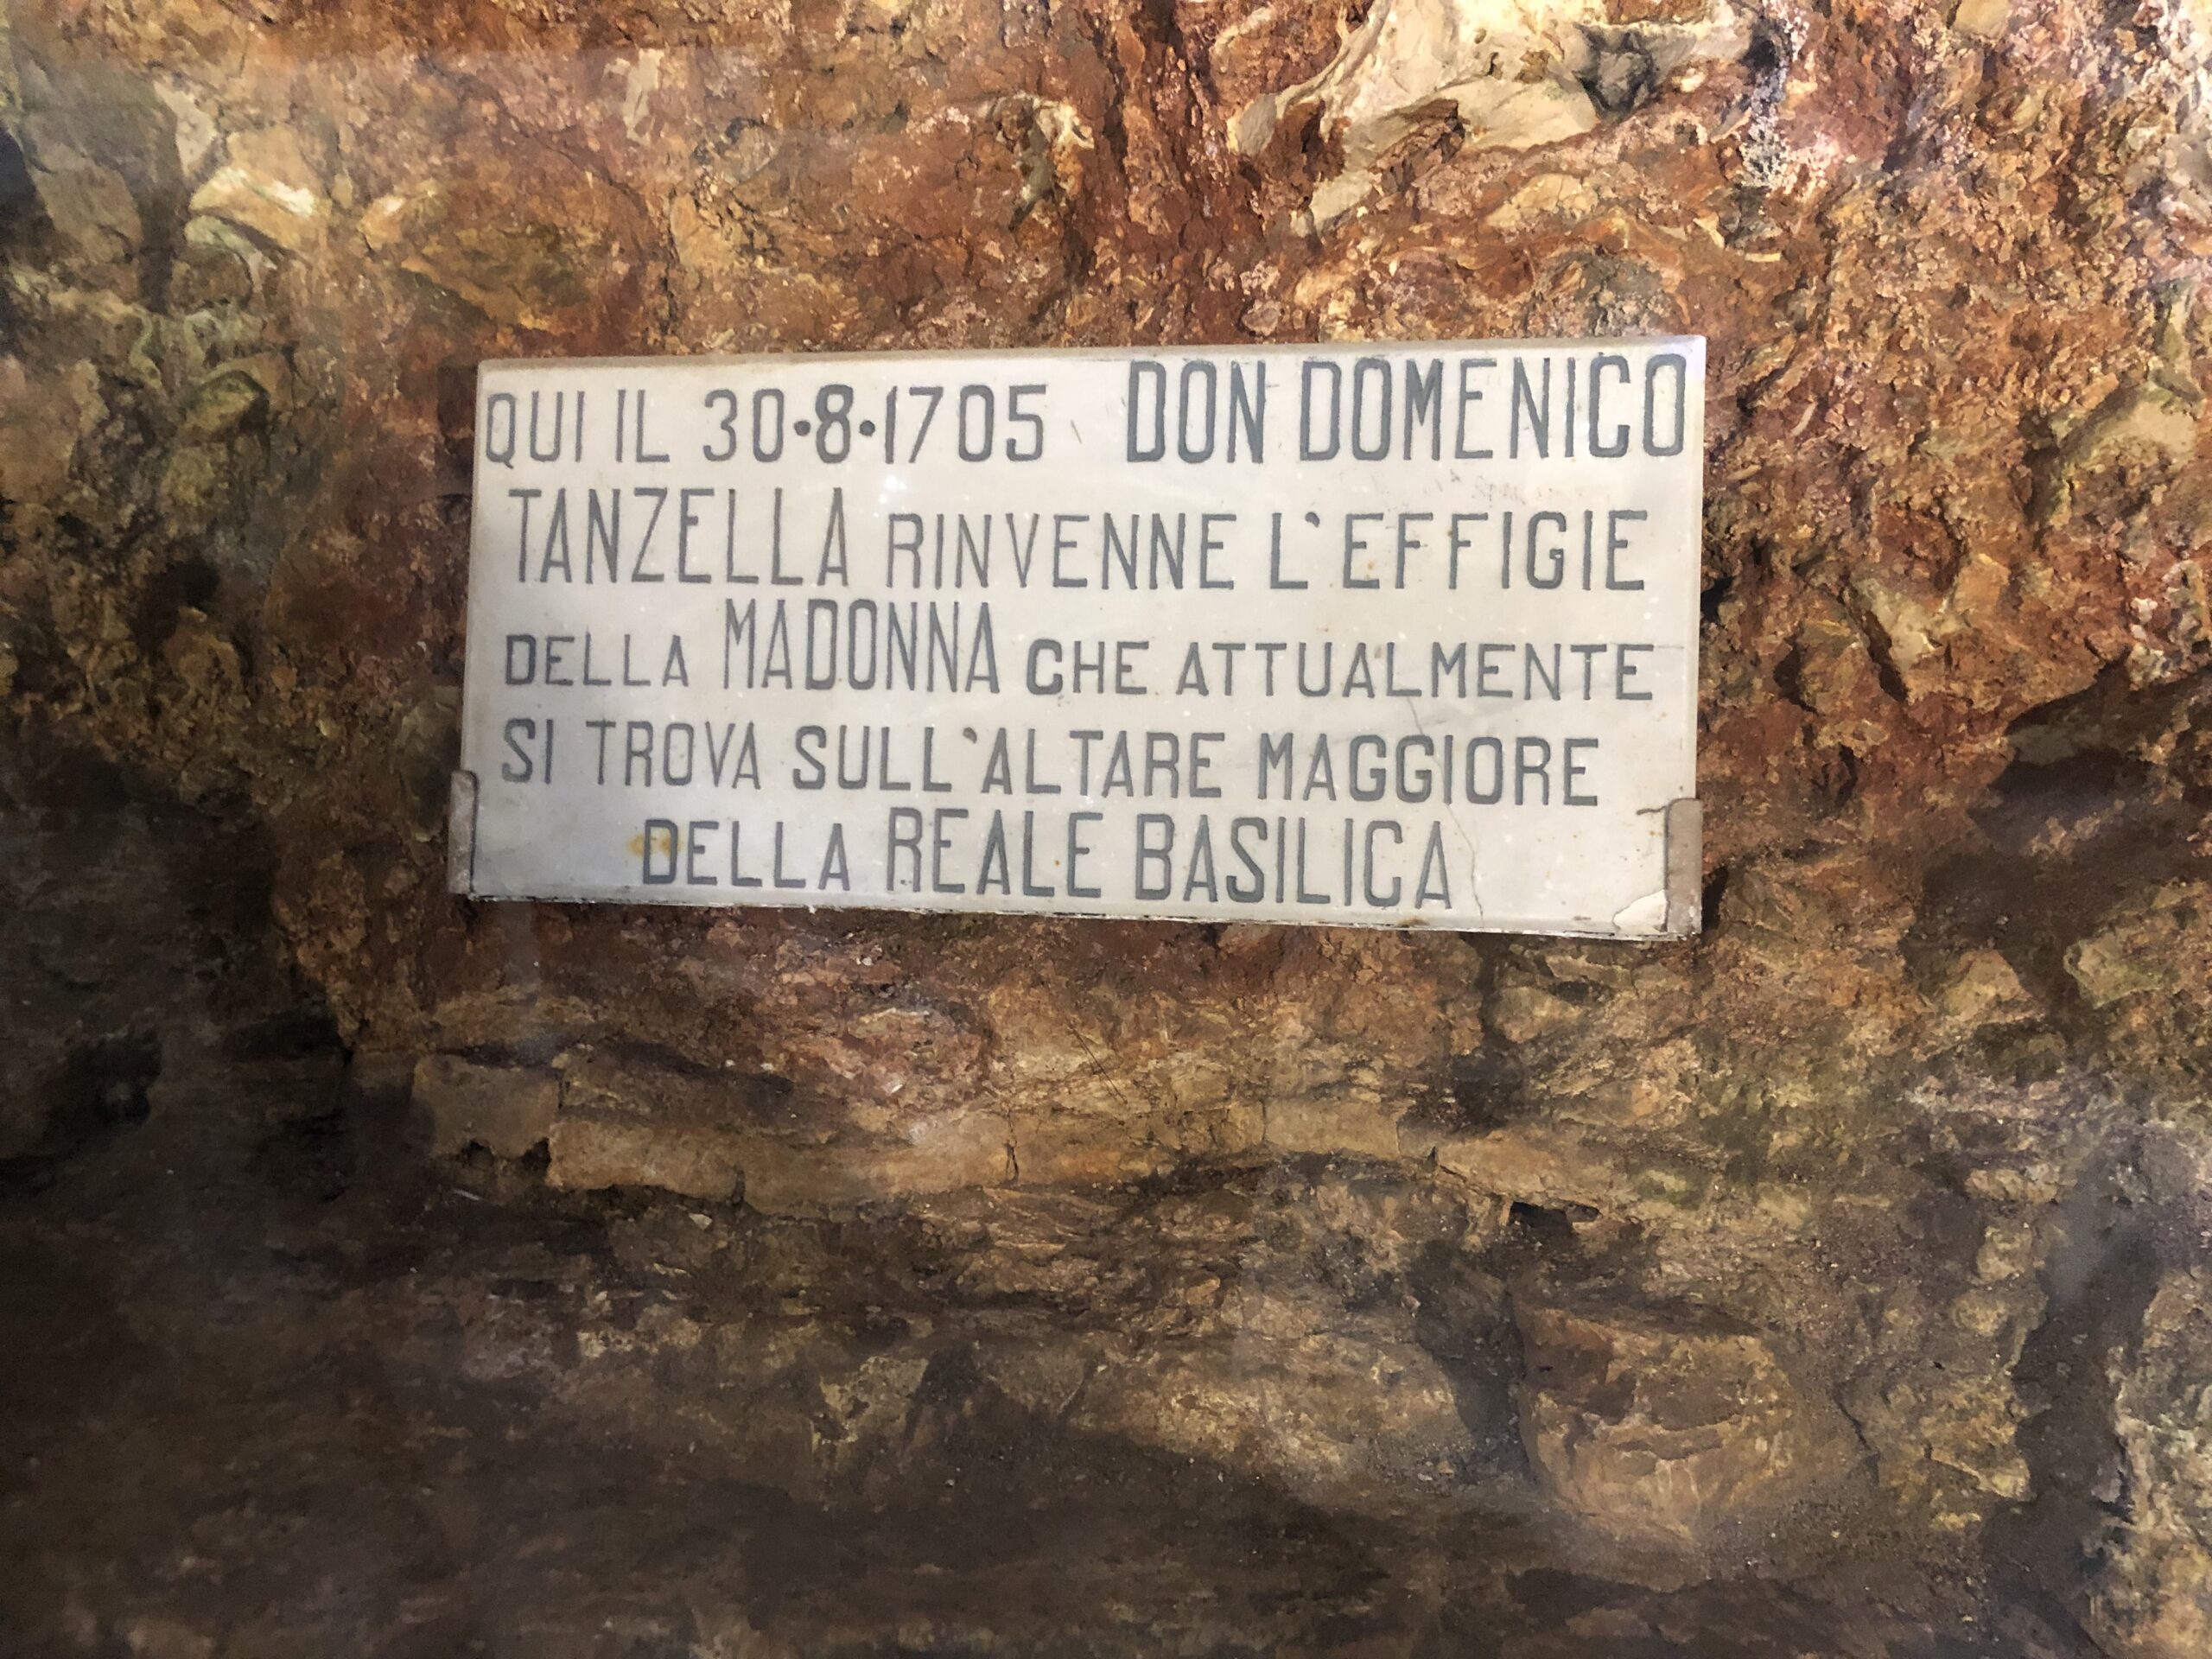 QUI IL 30•8•1705 DON DOMENICO
TANZELLA RINVENNE L'EFFIGIE
DELLA MADONNA CHE ATTUALMENTE
SI TROVA SULL'ALTARE MAGGIORE
DELLA REALE BASILICA